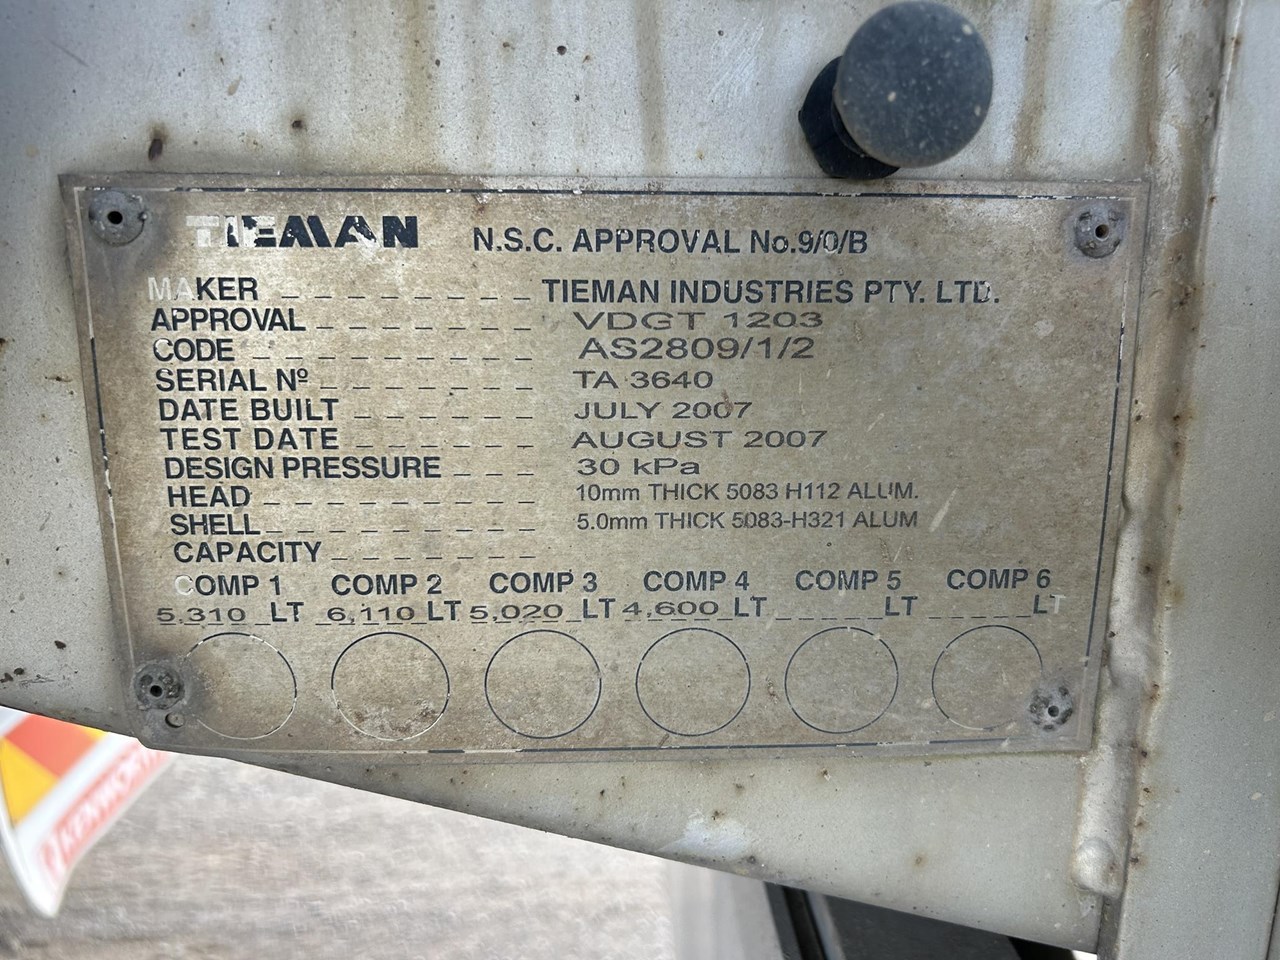 TIEMAN N.S.C. APPROVAL No.9/0/B
MAKER TIEMAN INDUSTRIES PTY. LTD.
APPROVAL VDGT 1203
CODE AS2809/1/2
SERIAL Nº TA 3640
DATE BUILT JULY 2007
TEST DATE AUGUST 2007
DESIGN PRESSURE 30 kPa
HEAD 10mm THICK 5083 H112 ALUM.
SHELL 5.0mm THICK 5083-H321 ALUM
CAPACITY
COMP 1 COMP 2 COMP 3 COMP 4 COMP 5 COMP 6
5,310 LT 6,110 LT 5,020 LT 4,600 LT LT LT
KENWORTH